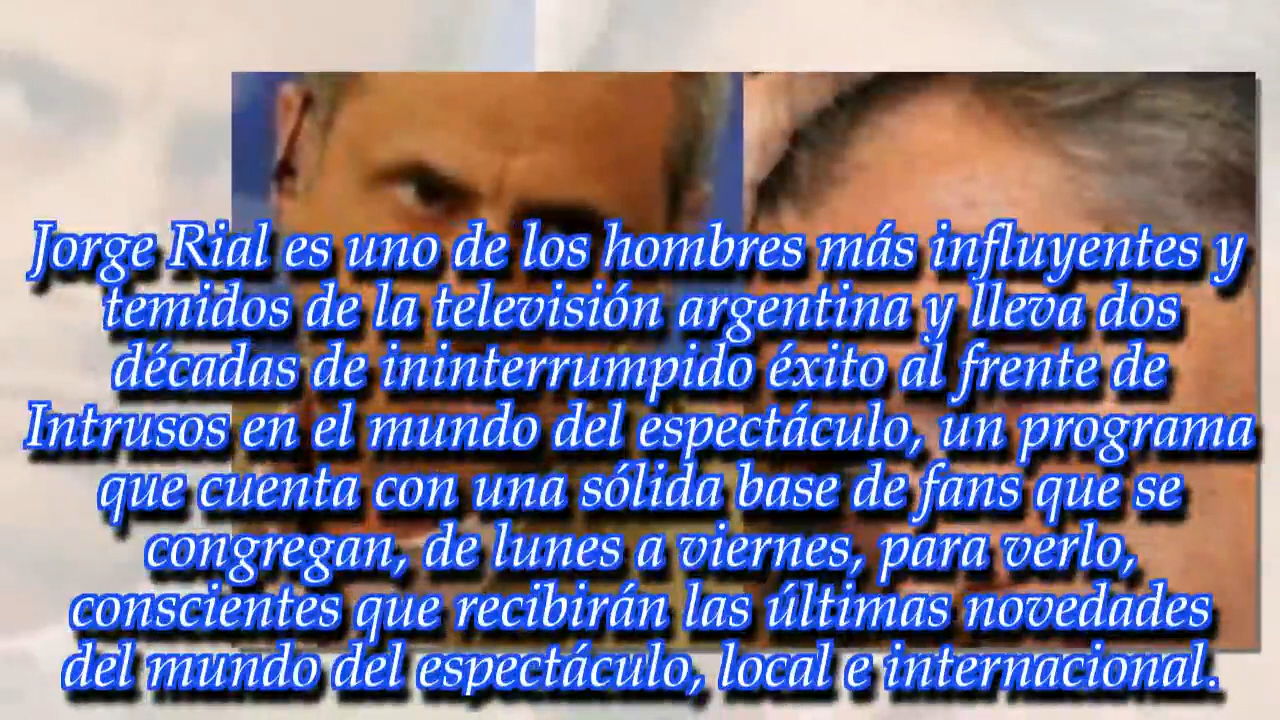 Jorge Rial es uno de los hombres más influyentes y
temidos de la televisión argentina y lleva dos
décadas de ininterrumpido éxito al frente de
Intrusos en el mundo del espectáculo, un programa
que cuenta con una sólida base de fans que se
congregan, de lunes a viernes, para verlo,
conscientes que recibirán las últimas novedades
del mundo del espectáculo, local e internacional.